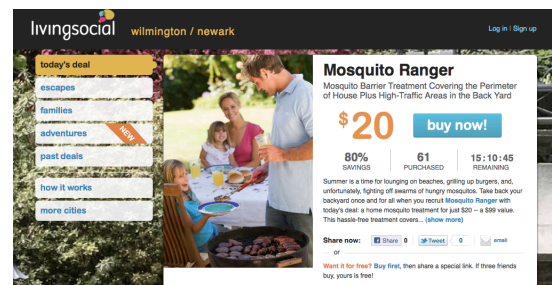 livingsocial
wilmington / newark
Log in | Sign up
today's deal
escapes
families
adventures
NEW
past deals
how it works
more cities
Mosquito Ranger
Mosquito Barrier Treatment Covering the Perimeter
of House Plus High-Traffic Areas in the Back Yard
$20
buy now!
80%
SAVINGS
61
PURCHASED
15:10:45
REMAINING
Summer is a time for lounging on beaches, grilling up burgers, and,
unfortunately, fighting off swarms of hungry mosquitos. Take back your
backyard once and for all when you recruit Mosquito Ranger with
today's deal: a home mosquito treatment for just $20 -- a $99 value.
This hassle-free treatment covers... (show more)
Share now: Share 0 Tweet 0 email
or
Want it for free? Buy first, then share a special link. If three friends
buy, yours is free!